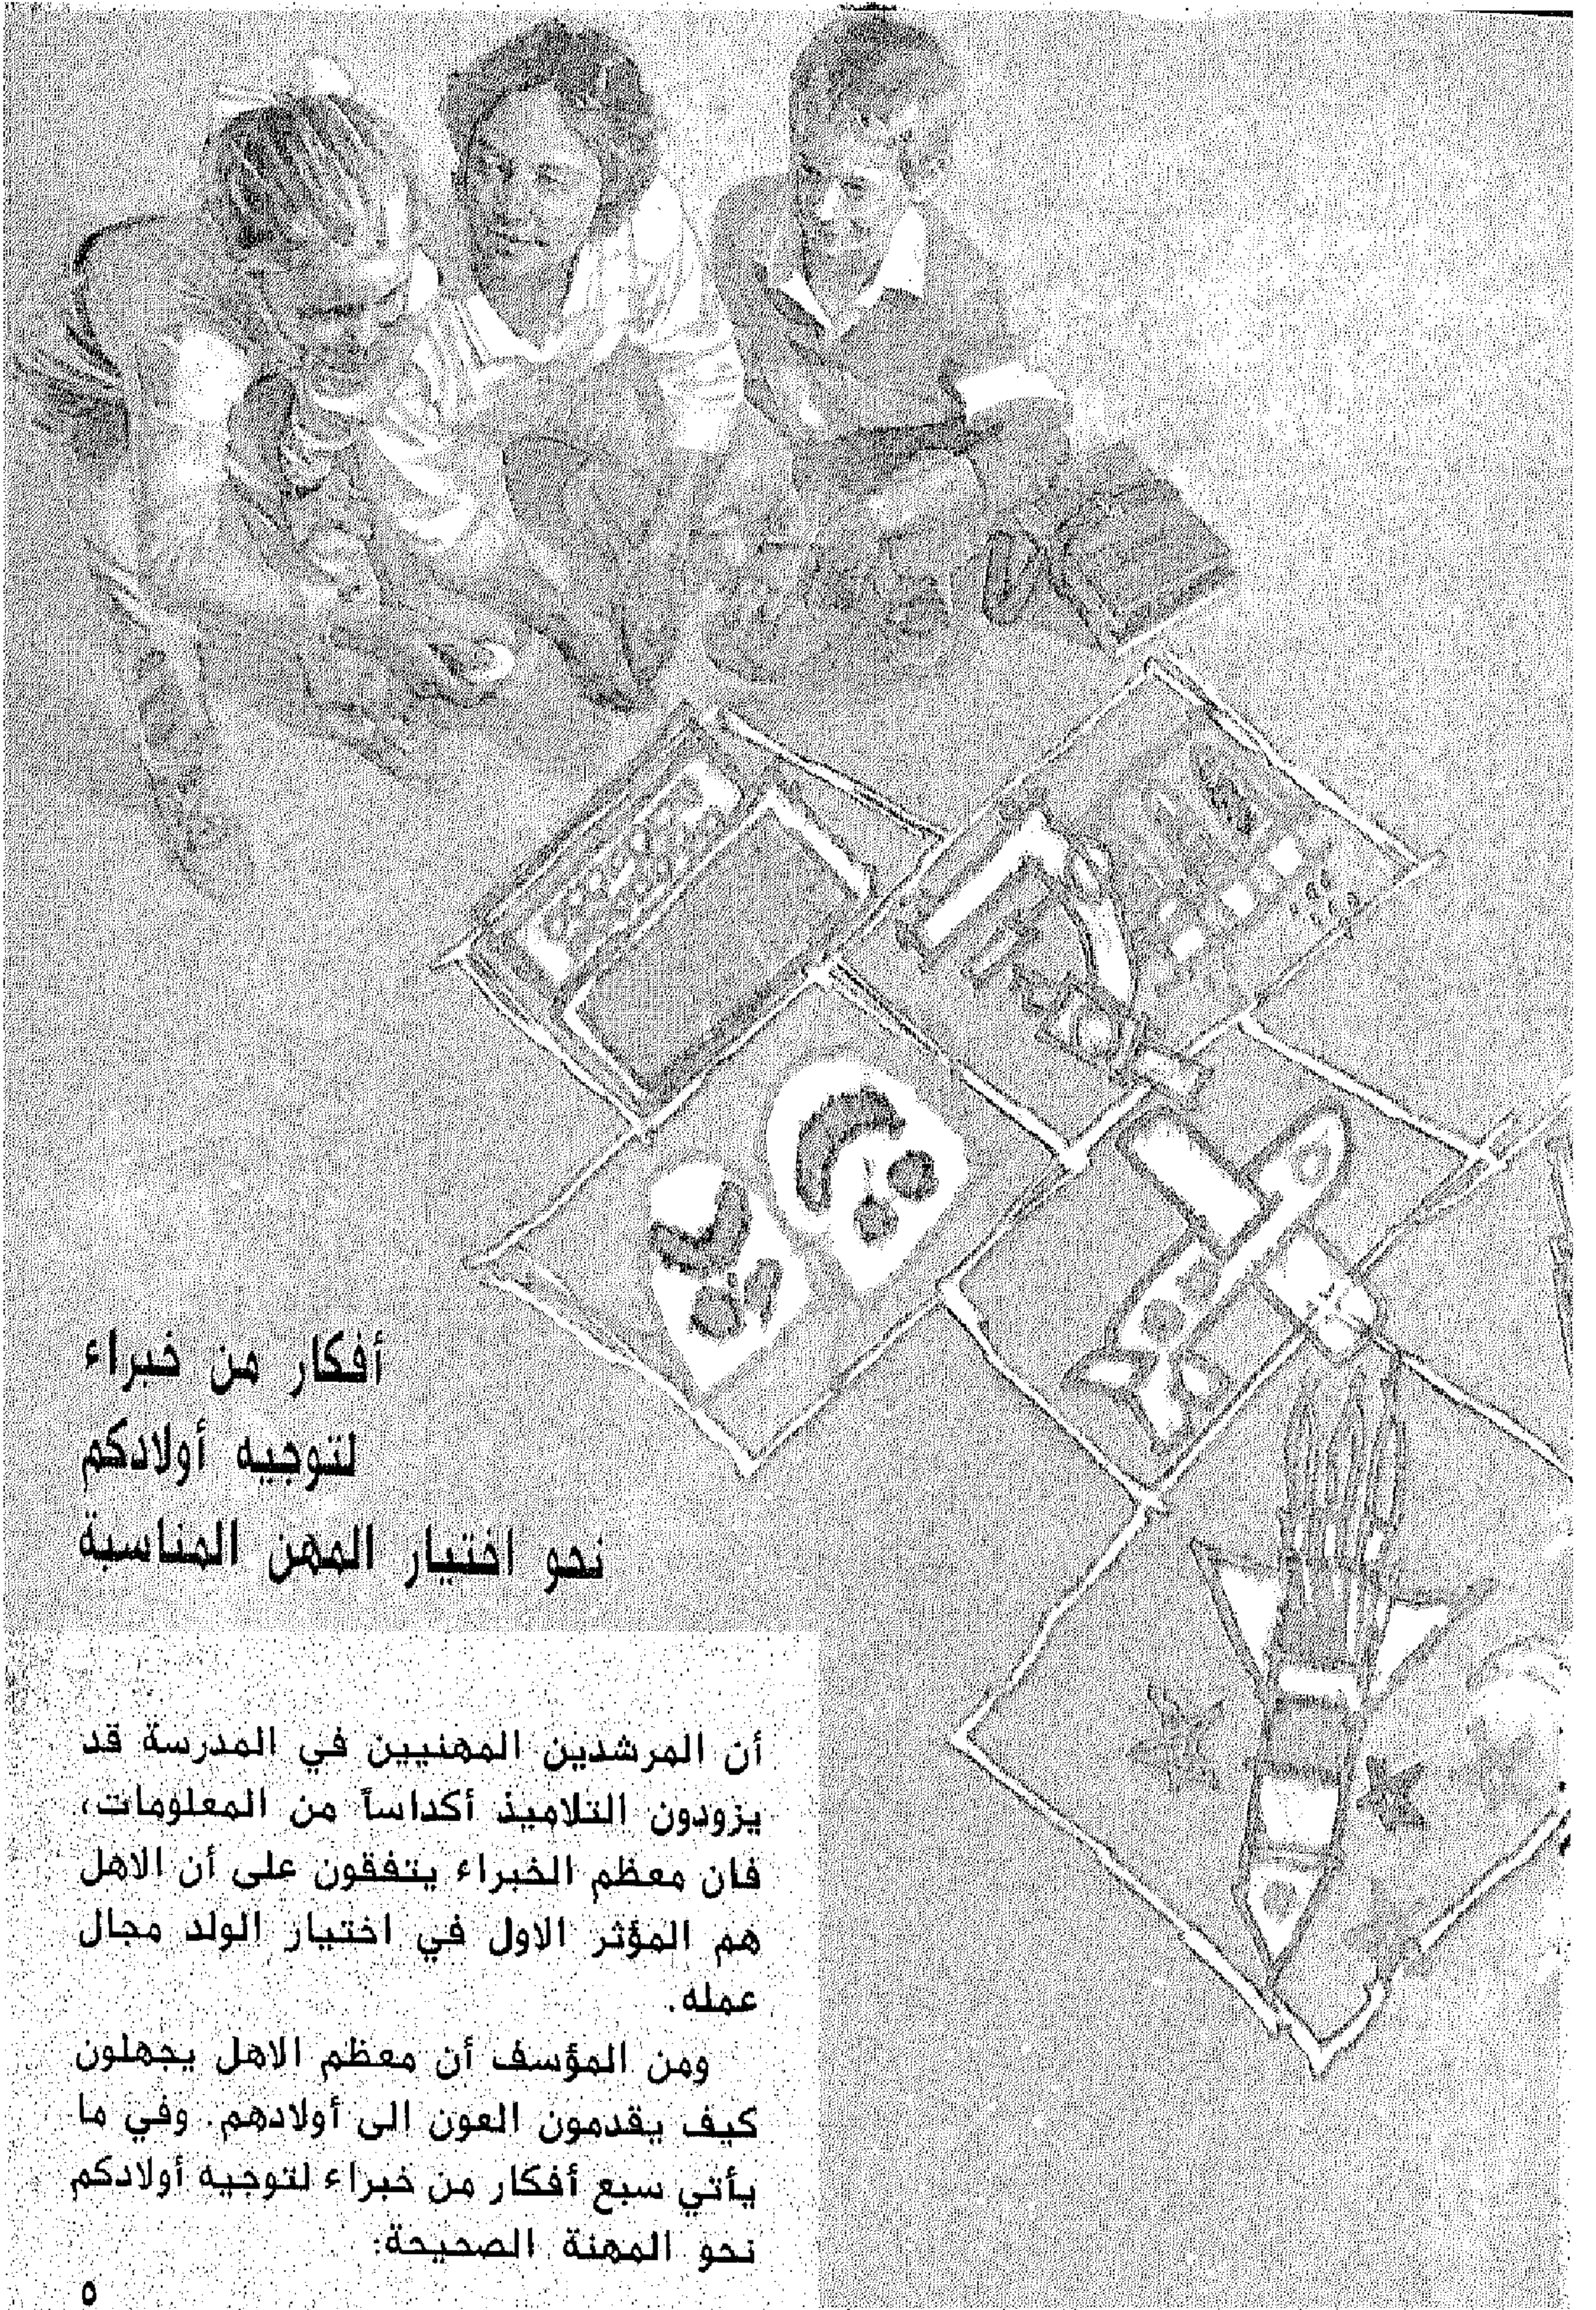 أفكار من خبراء
لتوجيه أولادكم
نحو اختيار المهن المناسبة
أن المرشدين المهنيين في المدرسة قد
يزودون التلاميذ أكداساً من المعلومات،
فان معظم الخبراء يتفقون على أن الاهل
هم المؤثر الاول في اختيار الولد مجال
عمله.
ومن المؤسف أن معظم الاهل يجهلون
كيف يقدمون العون الى أولادهم. وفي ما
يأتي سبع أفكار من خبراء لتوجيه أولادكم
نحو المهنة الصحيحة:
٥